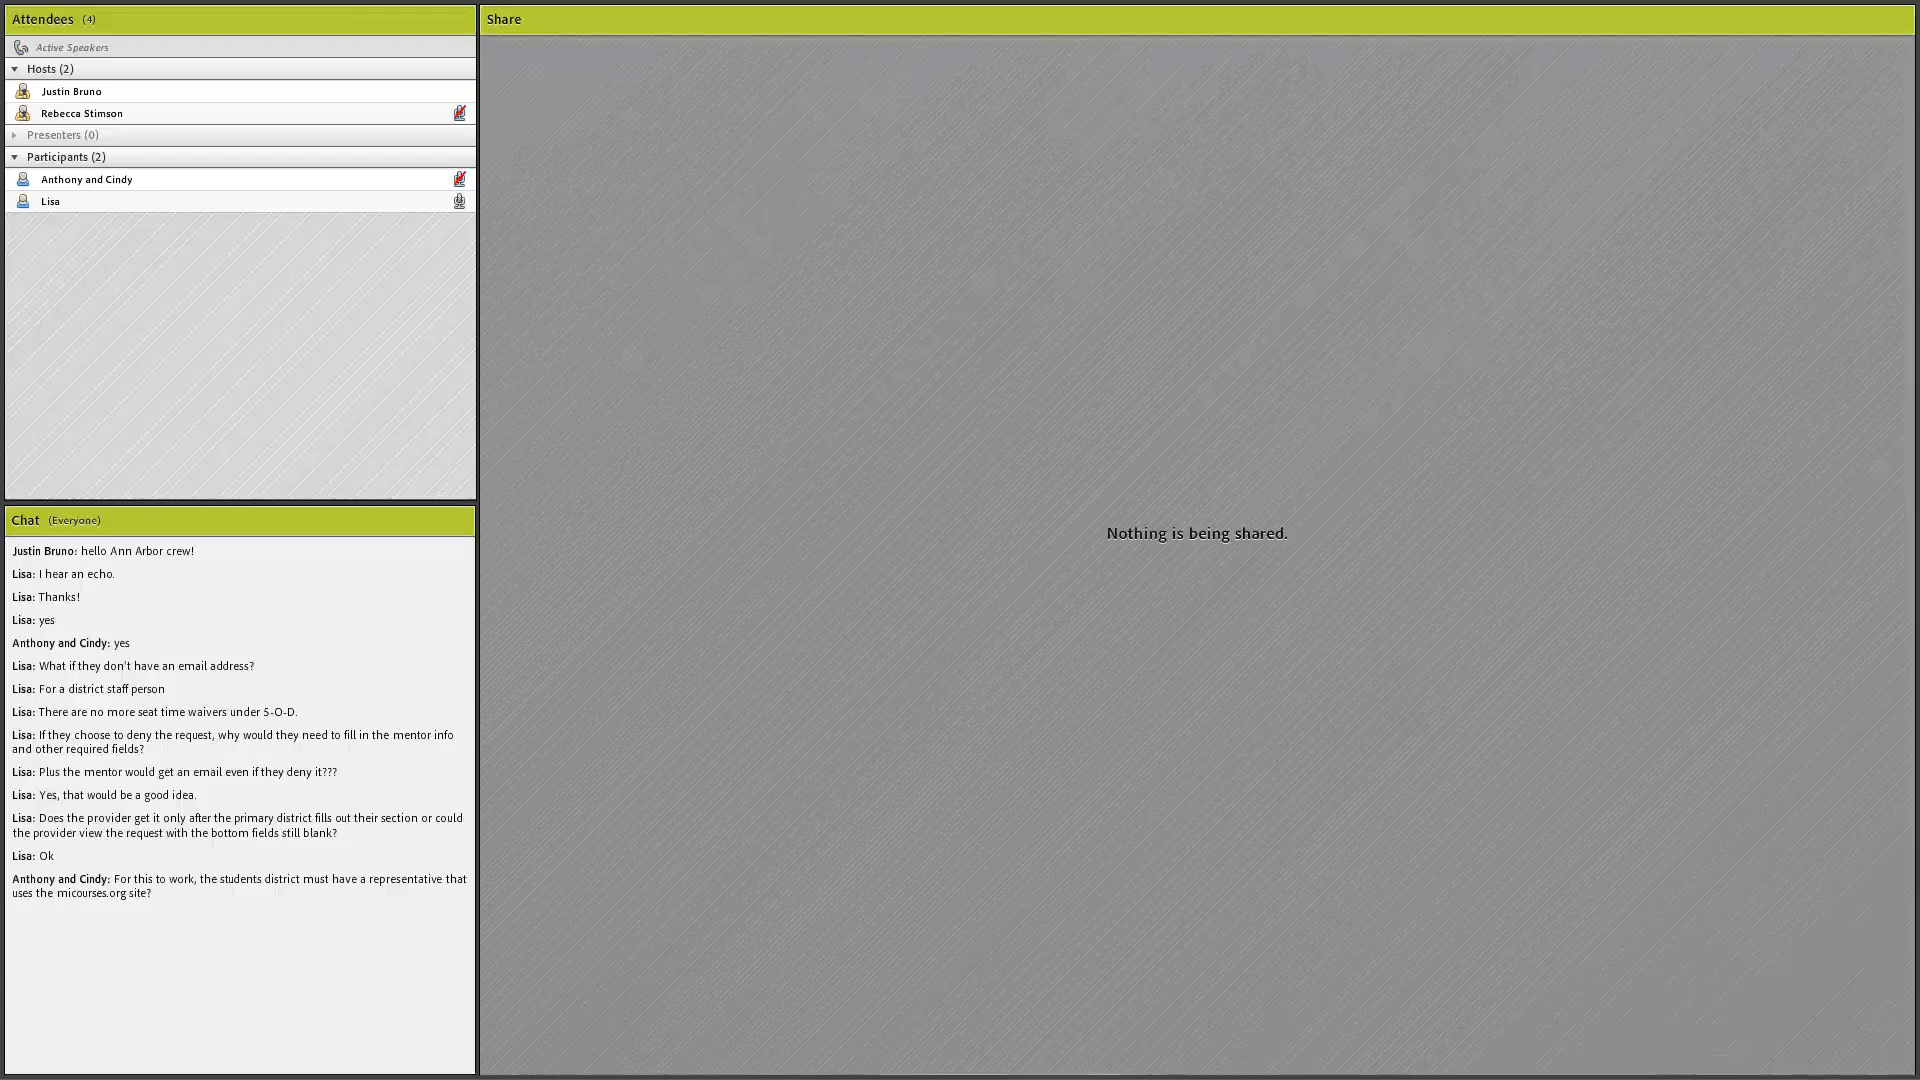 Attendees (4)
Active Speakers
Hosts (2)
Justin Bruno
Rebecca Stimson
Presenters (0)
Participants (2)
Anthony and Cindy
Lisa
Chat (Everyone)
Justin Bruno: hello Ann Arbor crew!
Lisa: I hear an echo.
Lisa: Thanks!
Lisa: yes
Anthony and Cindy: yes
Lisa: What if they don't have an email address?
Lisa: For a district staff person
Lisa: There are no more seat time waivers under 5-O-D.
Lisa: If they choose to deny the request, why would they need to fill in the mentor info
and other required fields?
Lisa: Plus the mentor would get an email even if they deny it???
Lisa: Yes, that would be a good idea.
Lisa: Does the provider get it only after the primary district fills out their section or could
the provider view the request with the bottom fields still blank?
Lisa: Ok
Anthony and Cindy: For this to work, the students district must have a representative that
uses the micourses.org site?
Share
Nothing is being shared.